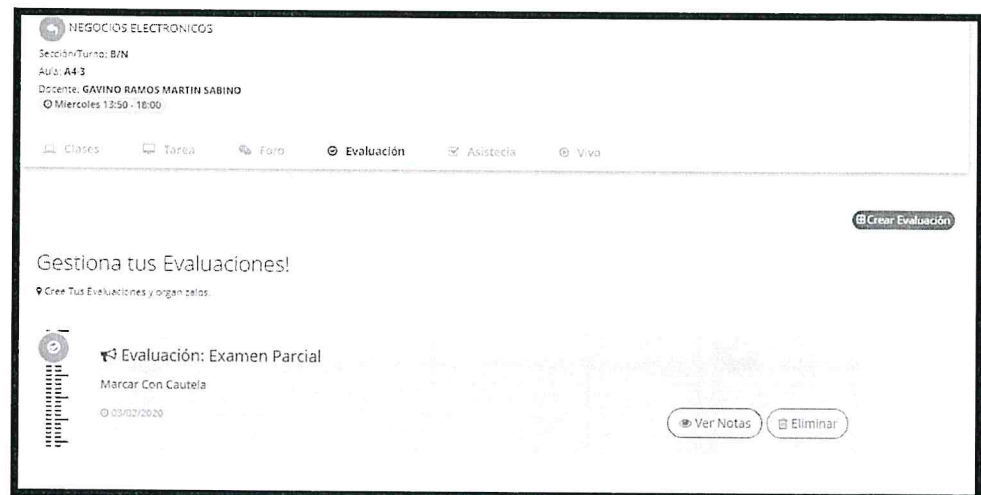 NEGOCIOS ELECTRONICOS
Sección/Turno: B/N
Aula: A4-3
Docente: GAVINO RAMOS MARTIN SABINO
Miercoles 13:50 - 18:00
Clases Tarea Foro Evaluación Asistecia Vivo
Crear Evaluación
Gestiona tus Evaluaciones!
Cree Tus Evaluaciones y organizelos.
Evaluación: Examen Parcial
Marcar Con Cautela
03/02/2020
Ver Notas Eliminar